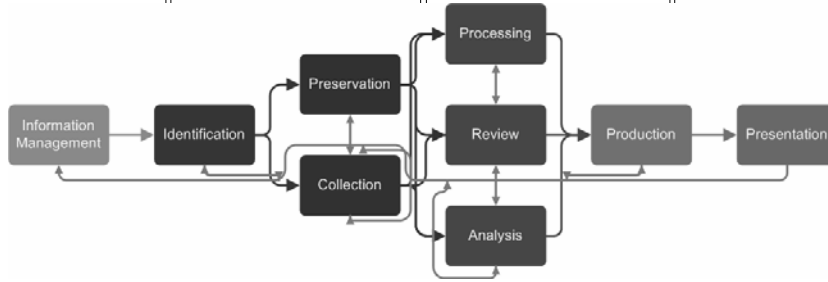 Information
Management
Identification
Preservation
Collection
Processing
Review
Analysis
Production
Presentation